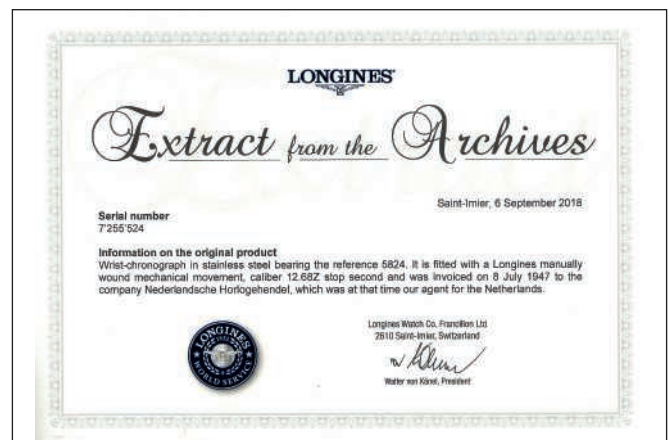 LONGINES
Extract from the Archives
Saint-Imier, 6 September 2018
Serial number
7'255'524
Information on the original product
Wrist-chronograph in stainless steel bearing the reference 5824. It is fitted with a Longines manually
wound mechanical movement, caliber 12.68Z stop second and was invoiced on 8 July 1947 to the
company Nederlandsche Horlogehendel, which was at that time our agent for the Netherlands.
Longines Watch Co. Francillon Ltd
2610 Saint-Imier, Switzerland
Walter von Känel, President
LONGINES
WORLD SERVICE